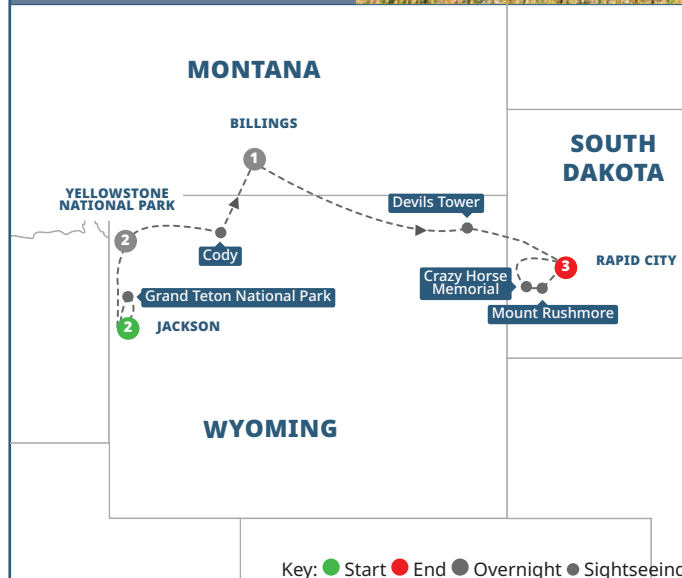 MONTANA
BILLINGS
1
SOUTH
DAKOTA
YELLOWSTONE
NATIONAL PARK
2
Devils Tower
Cody
3
RAPID CITY
Crazy Horse
Memorial
Grand Teton National Park
Mount Rushmore
2
JACKSON
WYOMING
Key: Start End Overnight Sightseeing